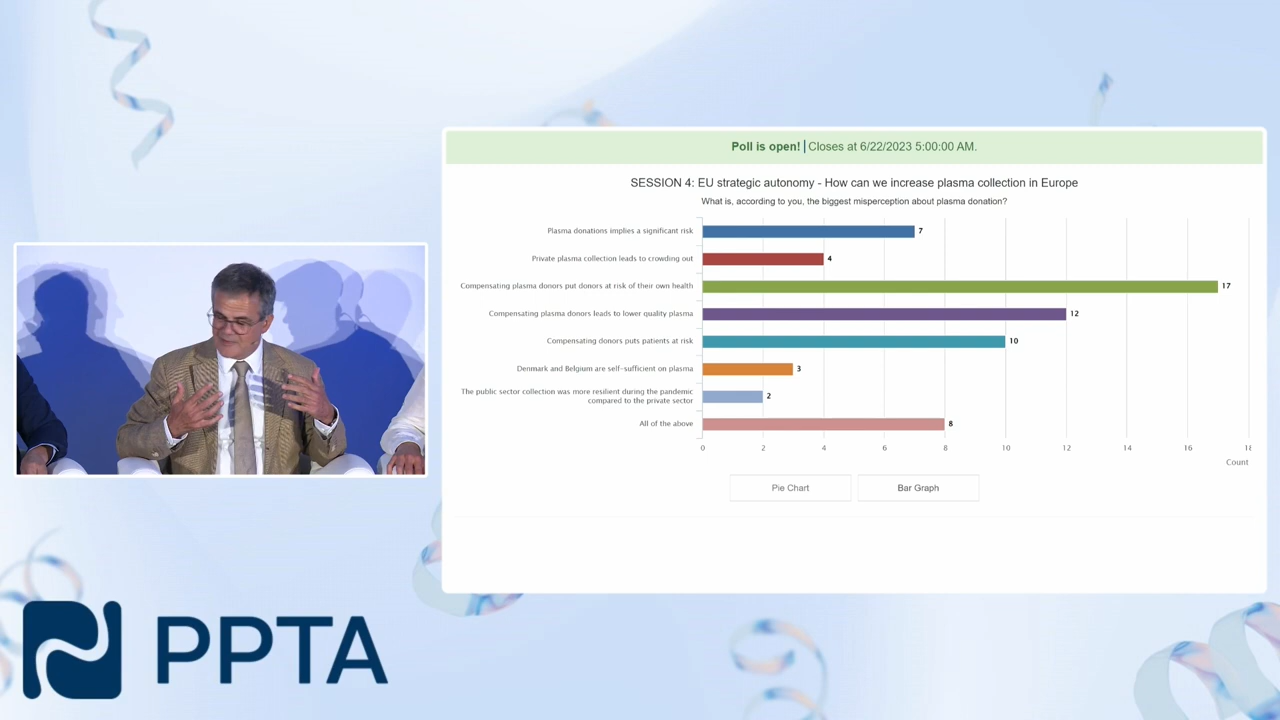 Poll is open! | Closes at 6/22/2023 5:00:00 AM.
SESSION 4: EU strategic autonomy - How can we increase plasma collection in Europe
What is, according to you, the biggest misperception about plasma donation?
Plasma donations implies a significant risk
7
Private plasma collection leads to crowding out
4
Compensating plasma donors put donors at risk of their own health
17
Compensating plasma donors leads to lower quality plasma
12
Compensating donors puts patients at risk
10
Denmark and Belgium are self-sufficient on plasma
3
The public sector collection was more resilient during the pandemic
compared to the private sector
2
All of the above
8
0 2 4 6 8 10 12 14 16 18
Count
Pie Chart
Bar Graph
PPTA